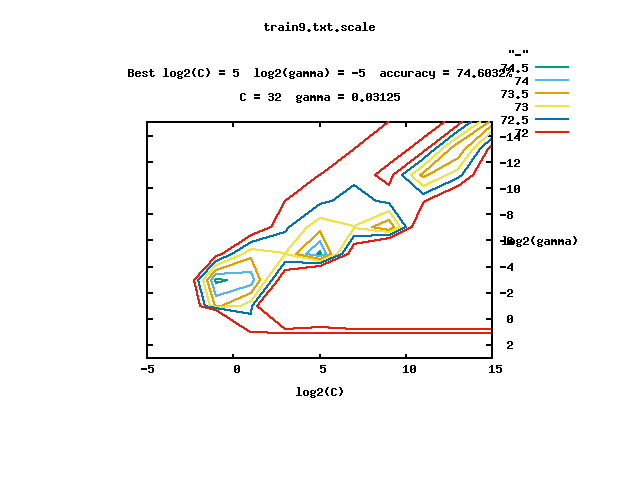 train9.txt.scale
"-"
Best log2(C) = 5  log2(gamma) = -5  accuracy = 74.6032%
C = 32  gamma = 0.03125
74.5
74
73.5
73
72.5
72
-14
-12
-10
-8
-6
-4
-2
0
2
log2(gamma)
-5 0 5 10 15
log2(C)